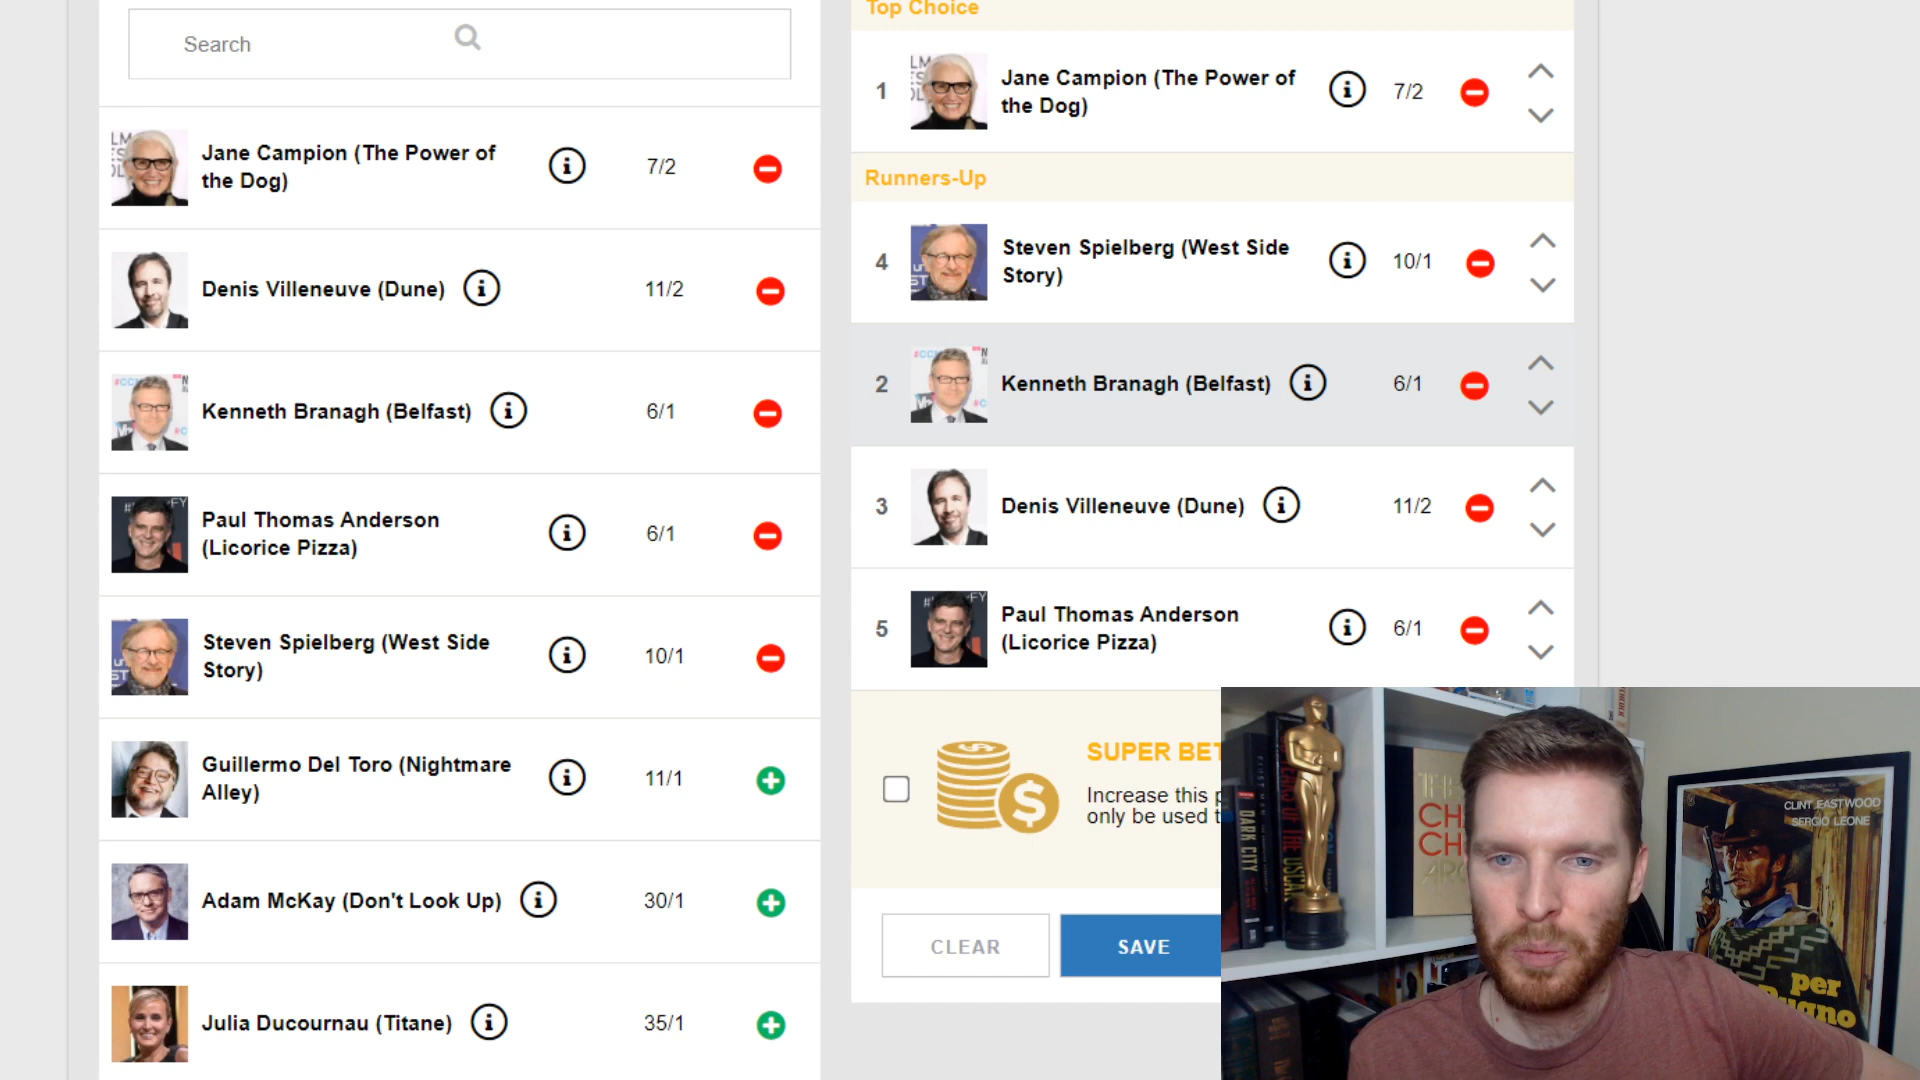 Search
Jane Campion (The Power of
the Dog)
7/2
Denis Villeneuve (Dune)
11/2
Kenneth Branagh (Belfast)
6/1
Paul Thomas Anderson
(Licorice Pizza)
6/1
Steven Spielberg (West Side
Story)
10/1
Guillermo Del Toro (Nightmare
Alley)
11/1
Adam McKay (Don't Look Up)
30/1
Julia Ducournau (Titane)
35/1
Top Choice
1
Jane Campion (The Power of
the Dog)
7/2
Runners-Up
4
Steven Spielberg (West Side
Story)
10/1
2
Kenneth Branagh (Belfast)
6/1
3
Denis Villeneuve (Dune)
11/2
5
Paul Thomas Anderson
(Licorice Pizza)
6/1
SUPER BET
Increase this p
only be used t
CLEAR
SAVE
DARK CITY
CLINT EASTWOOD
SERGIO LEONE
per